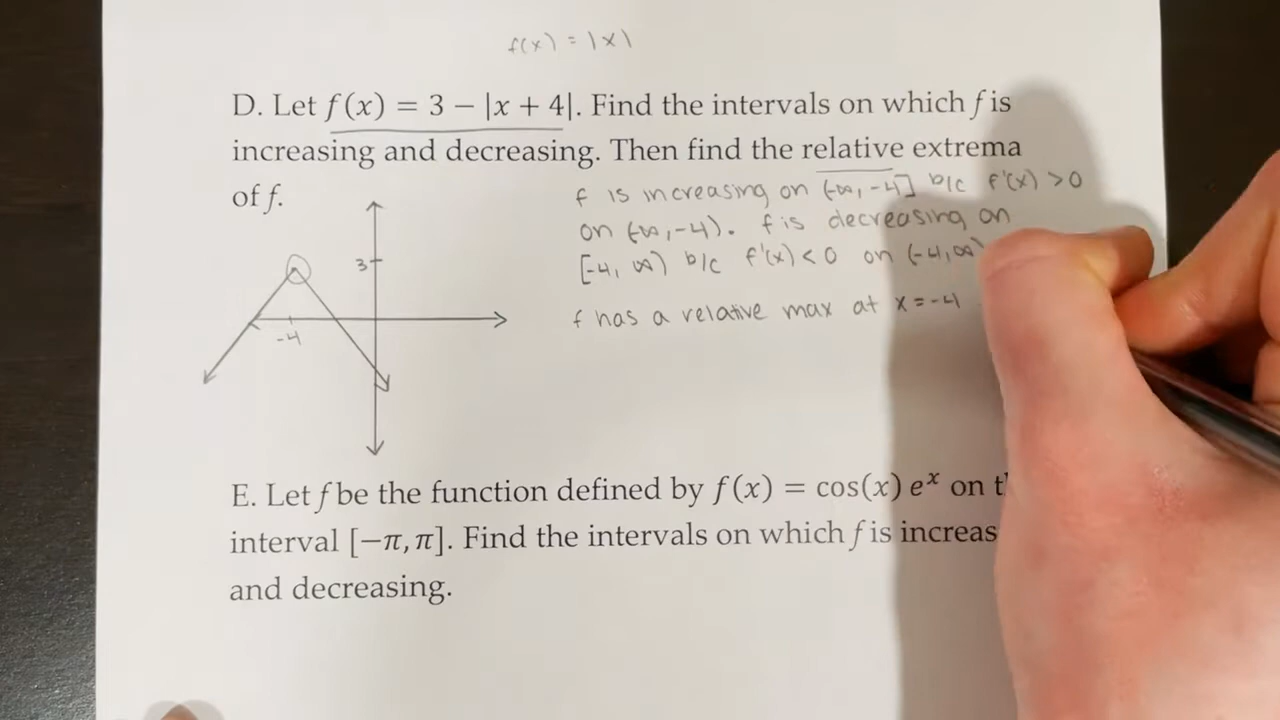 f(x) = |x|
D. Let f(x) = 3 − |x + 4|. Find the intervals on which f is
increasing and decreasing. Then find the relative extrema
of f.
f is increasing on (-∞, -4] b/c f'(x) > 0
on (-∞, -4). f is decreasing on
[-4, ∞) b/c f'(x) < 0 on (-4, ∞)
f has a relative max at x = -4
3
-4
E. Let f be the function defined by f(x) = cos(x) eˣ on
interval [−π, π]. Find the intervals on which f is increas
and decreasing.